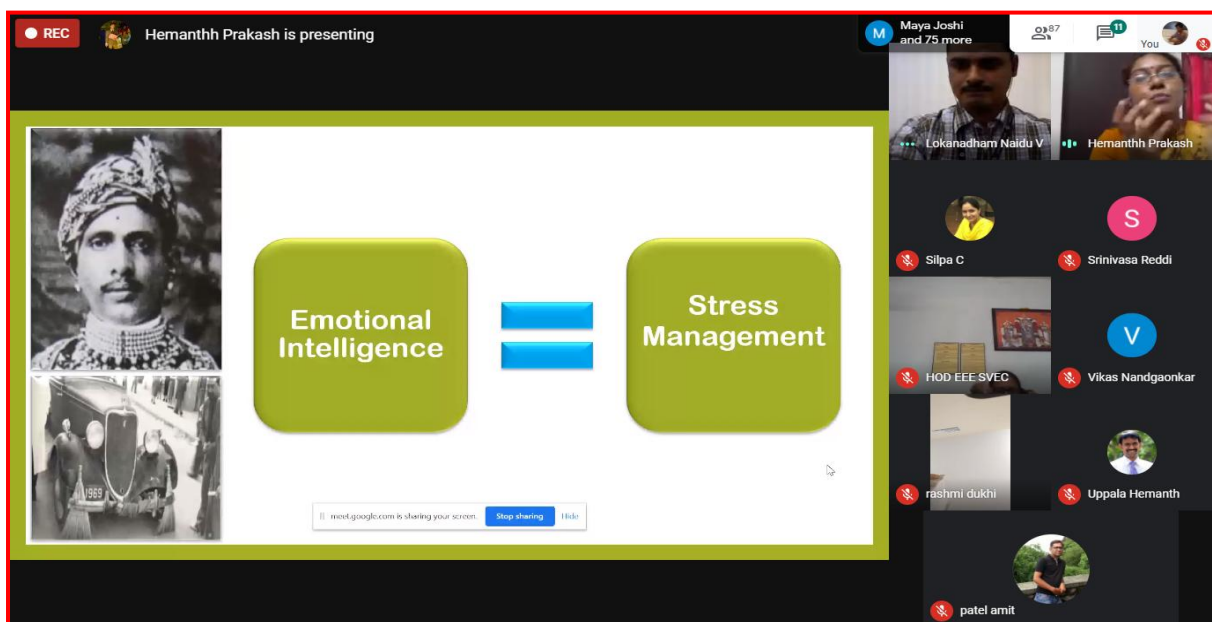 REC
Hemanthh Prakash is presenting
M
Maya Joshi
and 75 more
87
11
You
Lokanadham Naidu V
Hemanthh Prakash
Silpa C
S
Srinivasa Reddi
HOD EEE SVEC
V
Vikas Nandgaonkar
rashmi dukhi
Uppala Hemanth
patel amit
Emotional
Intelligence
Stress
Management
1969
meet.google.com is sharing your screen.
Stop sharing
Hide